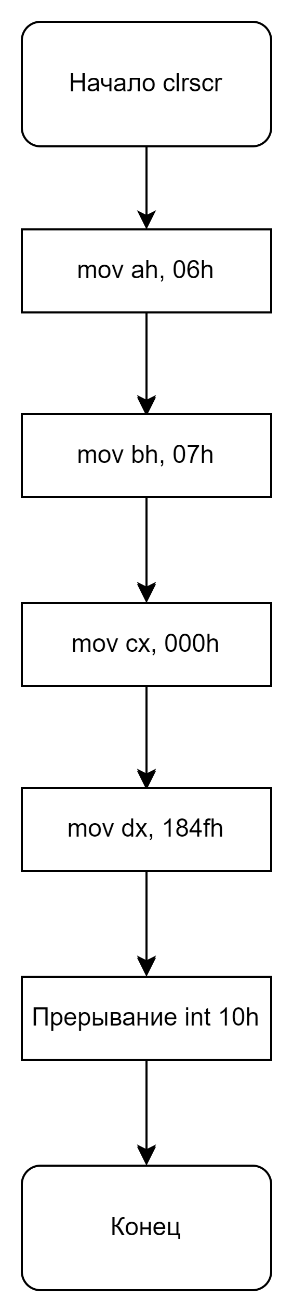 Начало clrscr
mov ah, 06h
mov bh, 07h
mov cx, 000h
mov dx, 184fh
Прерывание int 10h
Конец